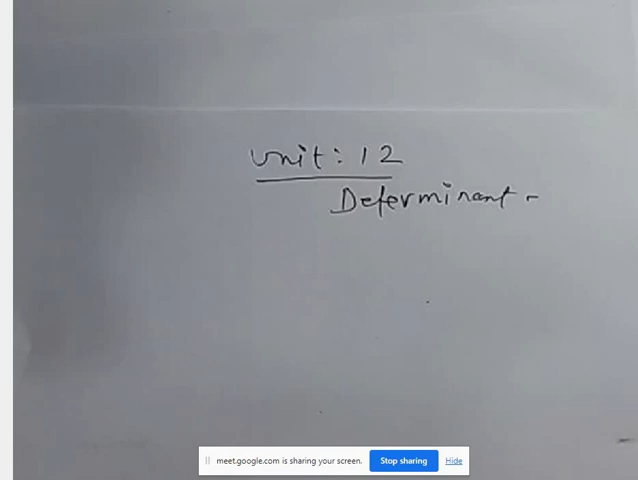 Unit: 12
Determinant -
meet.google.com is sharing your screen. Stop sharing Hide